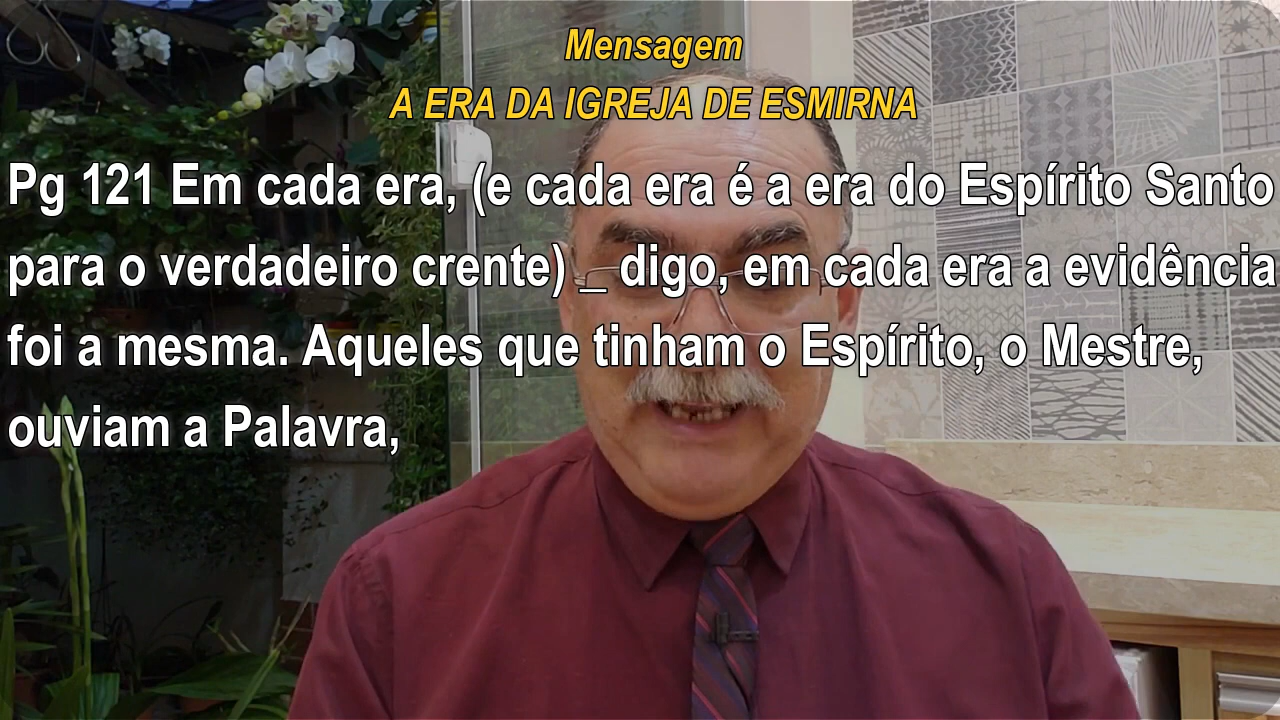 Mensagem
A ERA DA IGREJA DE ESMIRNA
Pg 121 Em cada era, (e cada era é a era do Espírito Santo
para o verdadeiro crente) _ digo, em cada era a evidência
foi a mesma. Aqueles que tinham o Espírito, o Mestre,
ouviam a Palavra,